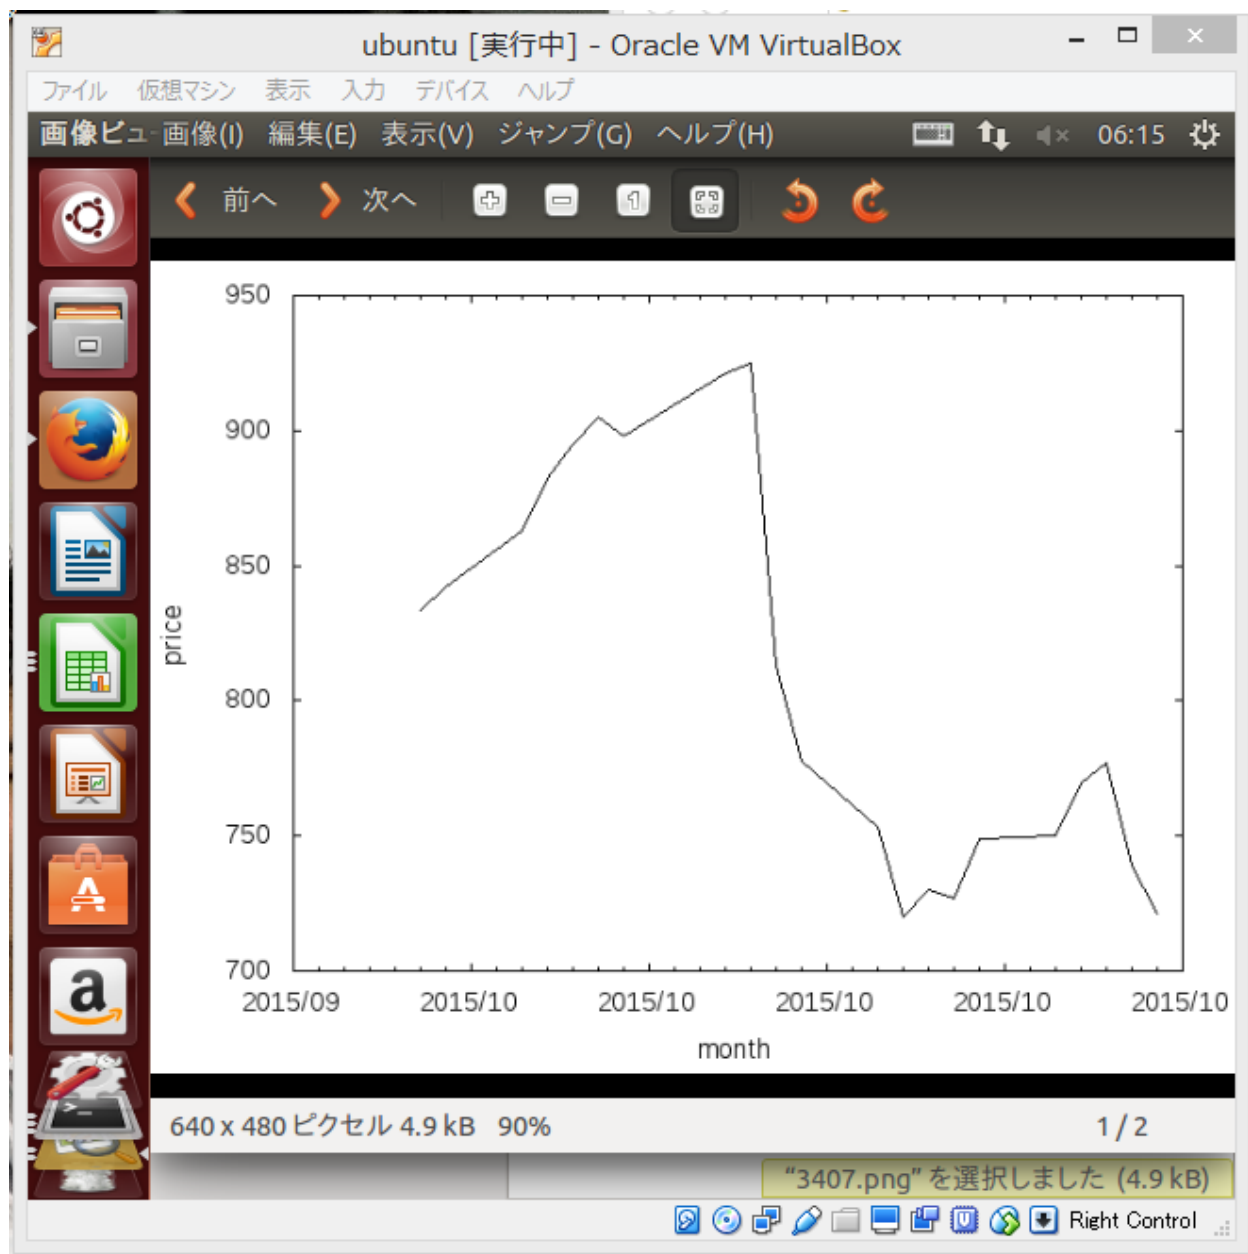 ubuntu [実行中] - Oracle VM VirtualBox
ファイル 仮想マシン 表示 入力 デバイス ヘルプ
画像ビュー 画像(I) 編集(E) 表示(V) ジャンプ(G) ヘルプ(H) 06:15
前へ 次へ 1
950
900
850
800
750
700
price
2015/09 2015/10 2015/10 2015/10 2015/10 2015/10
month
640 x 480 ピクセル 4.9 kB 90% 1 / 2
“3407.png” を選択しました (4.9 kB)
Right Control